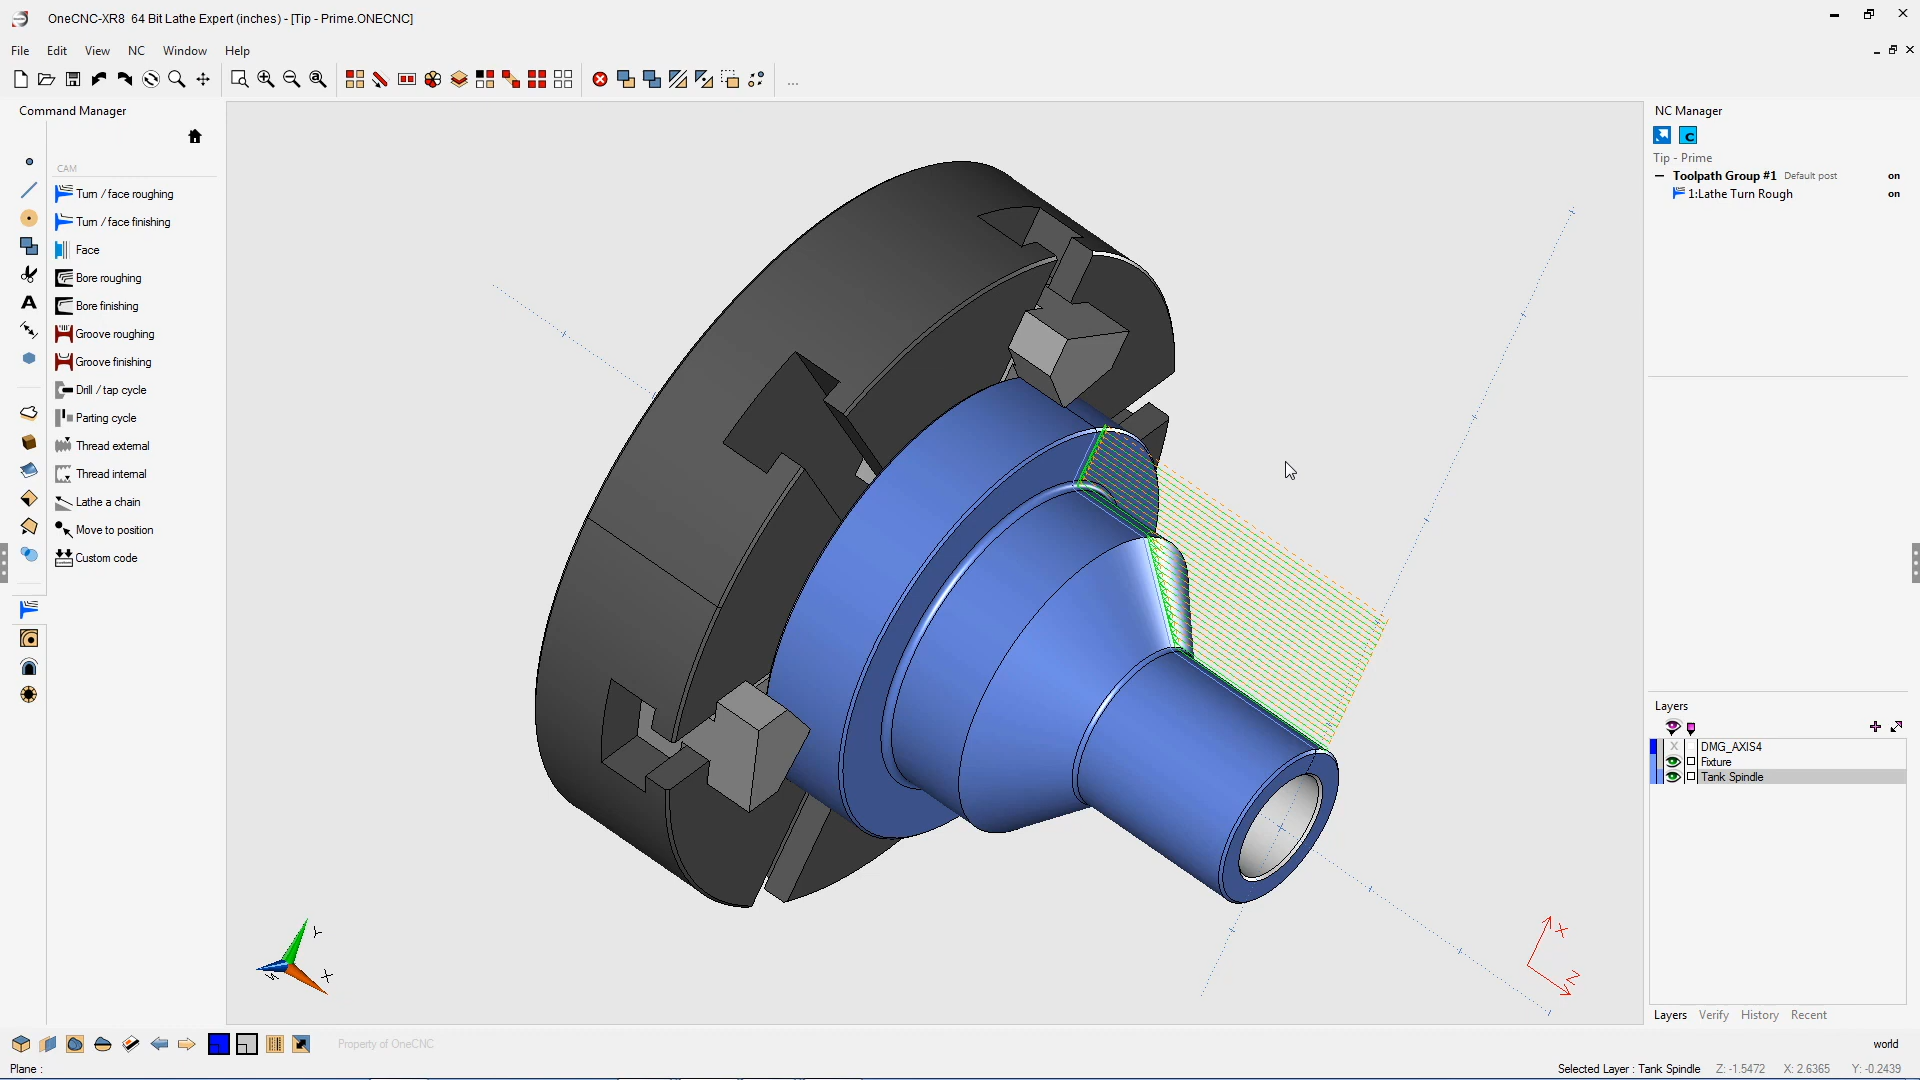 OneCNC-XR8 64 Bit Lathe Expert (inches) - [Tip - Prime.ONECNC]
File Edit View NC Window Help
...
Command Manager
CAM
Turn / face roughing
Turn / face finishing
Face
Bore roughing
Bore finishing
Groove roughing
Groove finishing
Drill / tap cycle
Parting cycle
Thread external
Thread internal
Lathe a chain
Move to position
Custom code
A
NC Manager
C
Tip - Prime
Toolpath Group #1 Default post on
1:Lathe Turn Rough on
Layers
X DMG_AXIS4
Fixture
Tank Spindle
Y
X
X
Z
Layers Verify History Recent
Property of OneCNC
world
Plane :
Selected Layer : Tank Spindle Z: -1.5472 X: 2.6365 Y: -0.2439